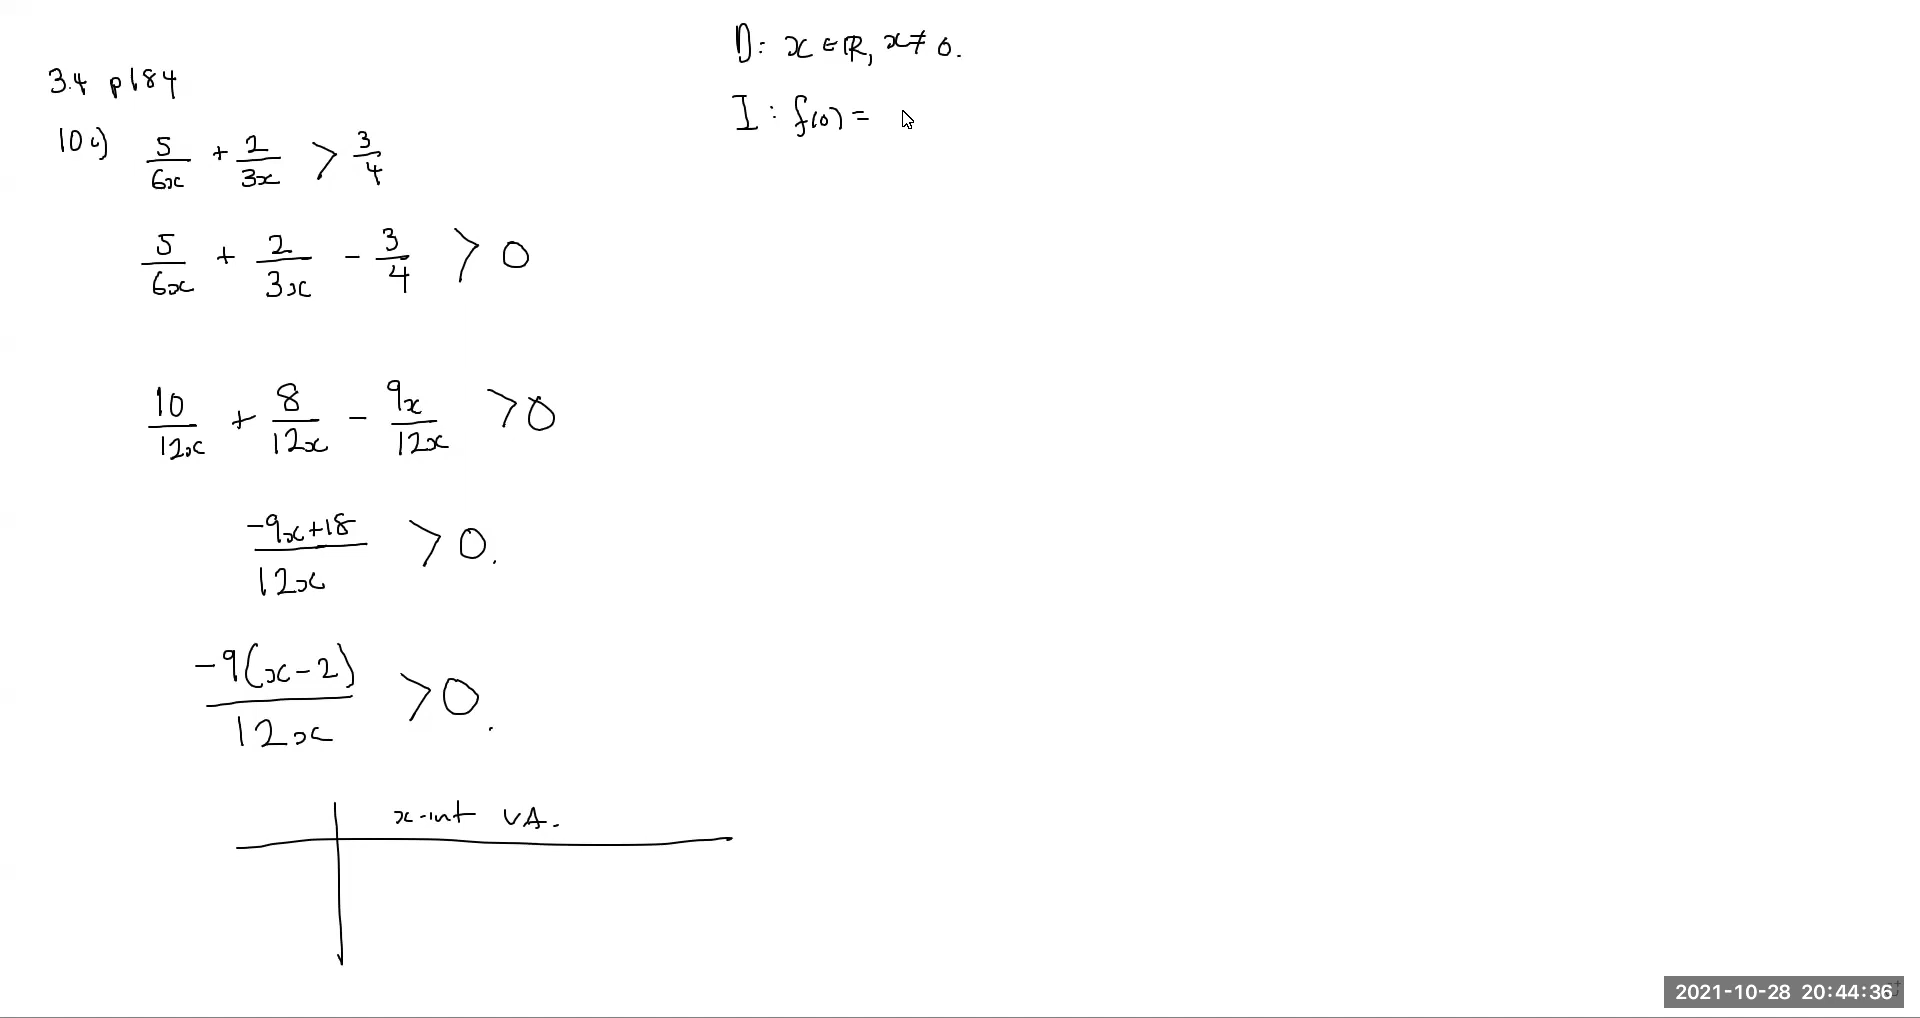 3.4 p184
10 c) 5/6x + 2/3x > 3/4
5/6x + 2/3x - 3/4 > 0
10/12x + 8/12x - 9x/12x > 0
-9x+18/12x > 0.
-9(x-2)/12x > 0.
x-int VA.
D: x ∈ ℝ, x ≠ 0.
I: f(0) =
2021-10-28 20:44:36